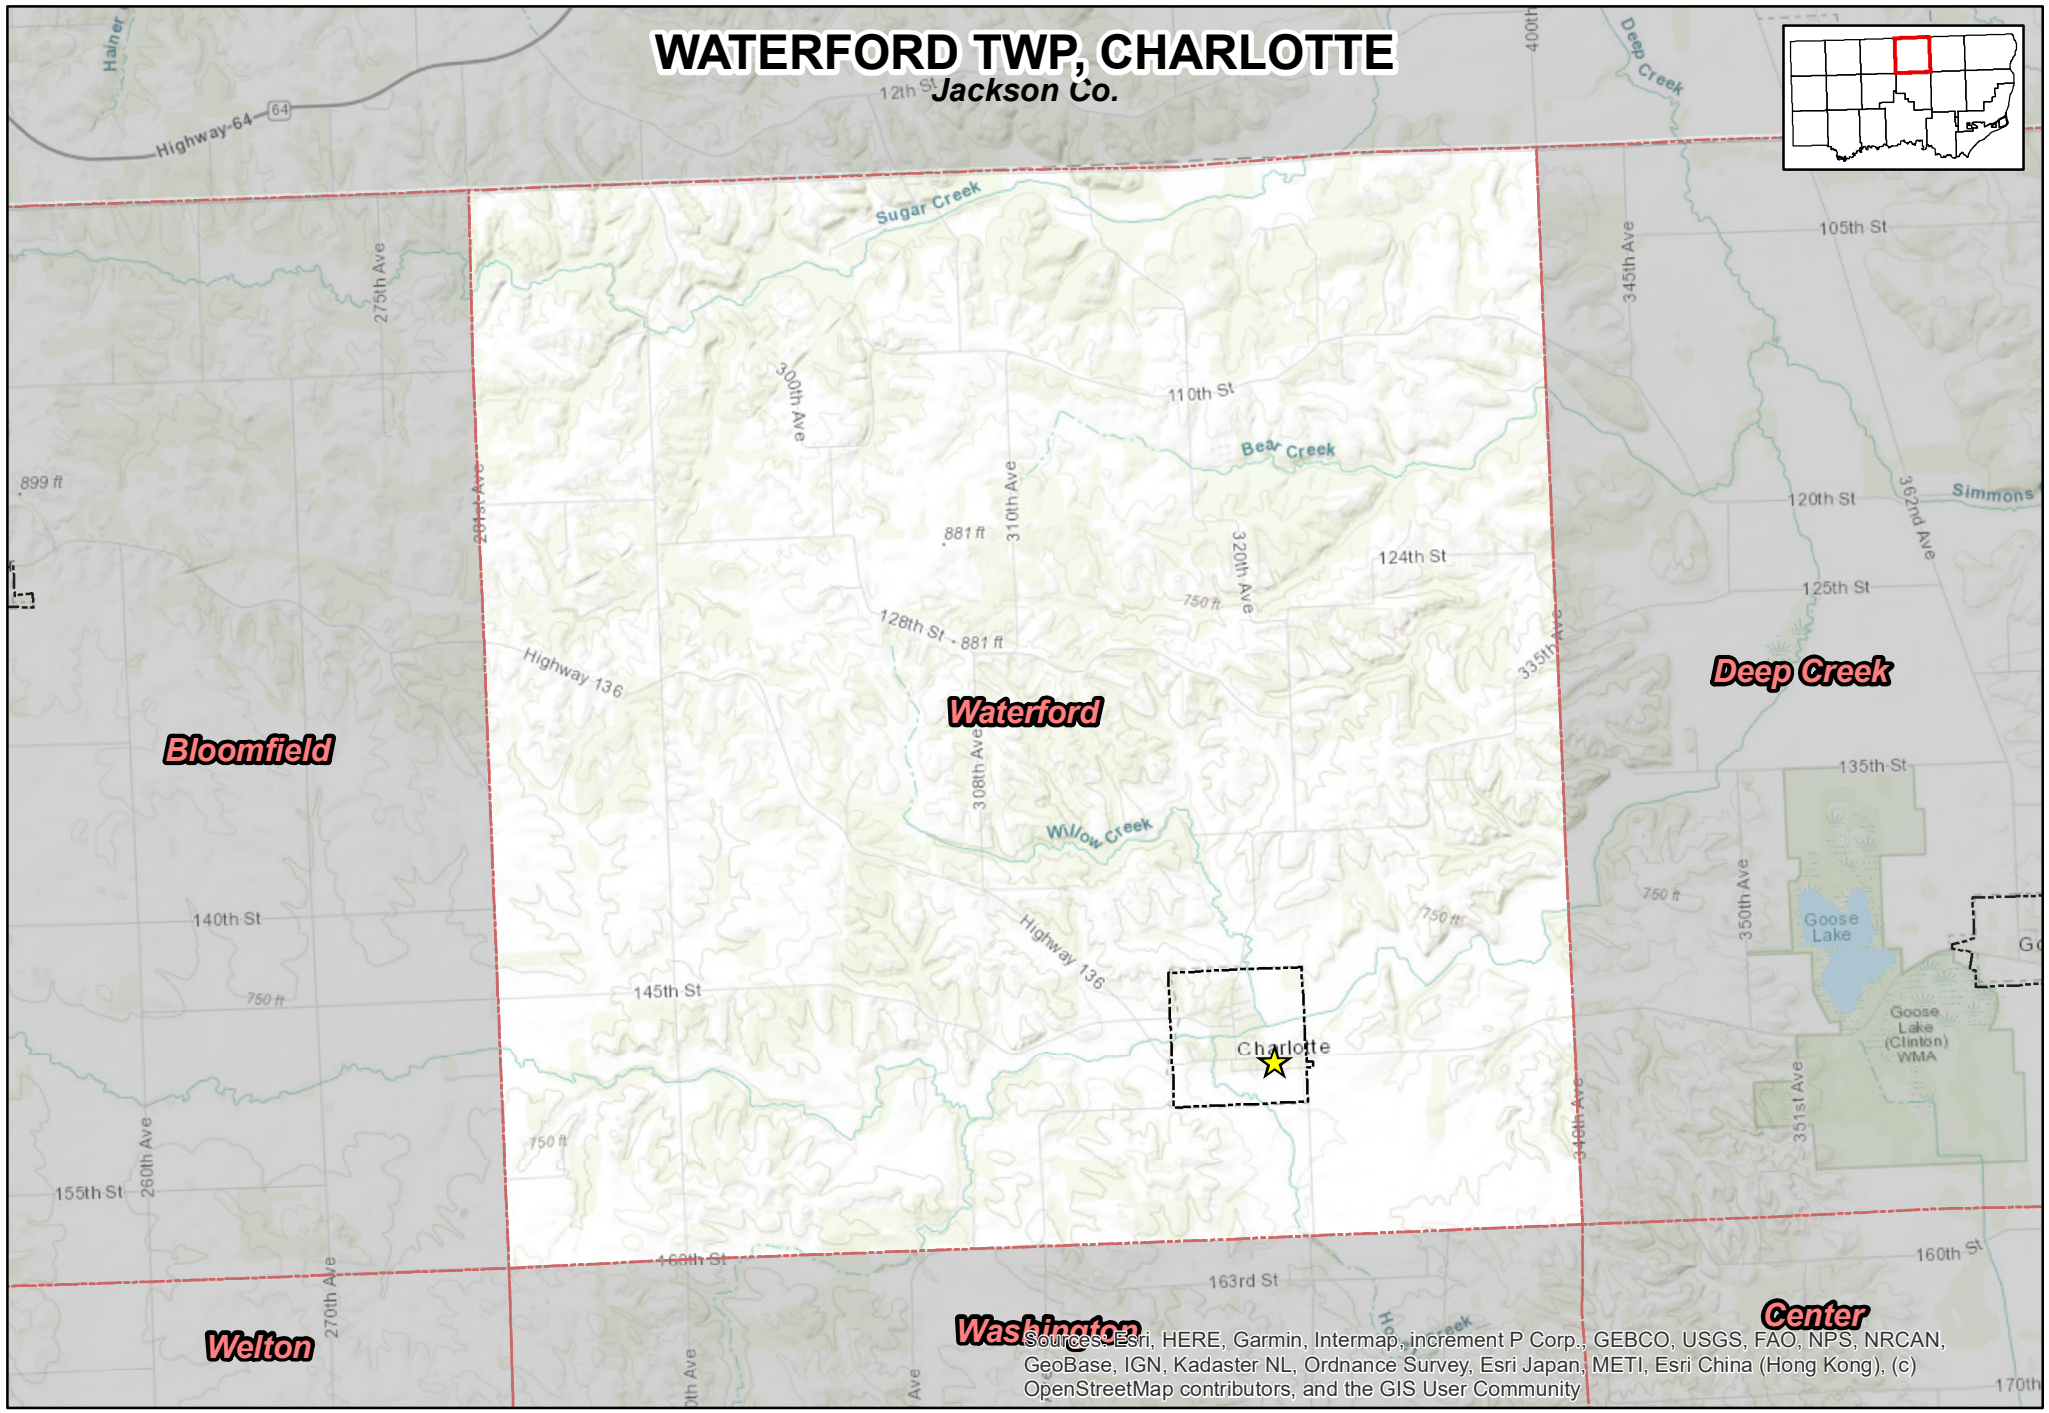 WATERFORD TWP, CHARLOTTE
Jackson Co.
Hainer
Highway 64
64
12th St
400th
Deep Creek
Sugar Creek
275th Ave
345th Ave
105th St
300th Ave
110th St
Bear Creek
899 ft
281st Ave
310th Ave
881 ft
320th Ave
124th St
120th St
362nd Ave
Simmons
125th St
750 ft
128th St
881 ft
Highway 136
335th Ave
Waterford
Deep Creek
Bloomfield
308th Ave
135th St
Willow Creek
350th Ave
750 ft
750 ft
140th St
Highway 136
Goose
Lake
750 ft
145th St
Goose
Lake
(Clinton)
WMA
Charlotte
260th Ave
340th Ave
351st Ave
750 ft
155th St
160th St
160th St
270th Ave
163rd St
Welton
Washington
Center
Sources: Esri, HERE, Garmin, Intermap, increment P Corp., GEBCO, USGS, FAO, NPS, NRCAN,
GeoBase, IGN, Kadaster NL, Ordnance Survey, Esri Japan, METI, Esri China (Hong Kong), (c)
OpenStreetMap contributors, and the GIS User Community
Ave
170th